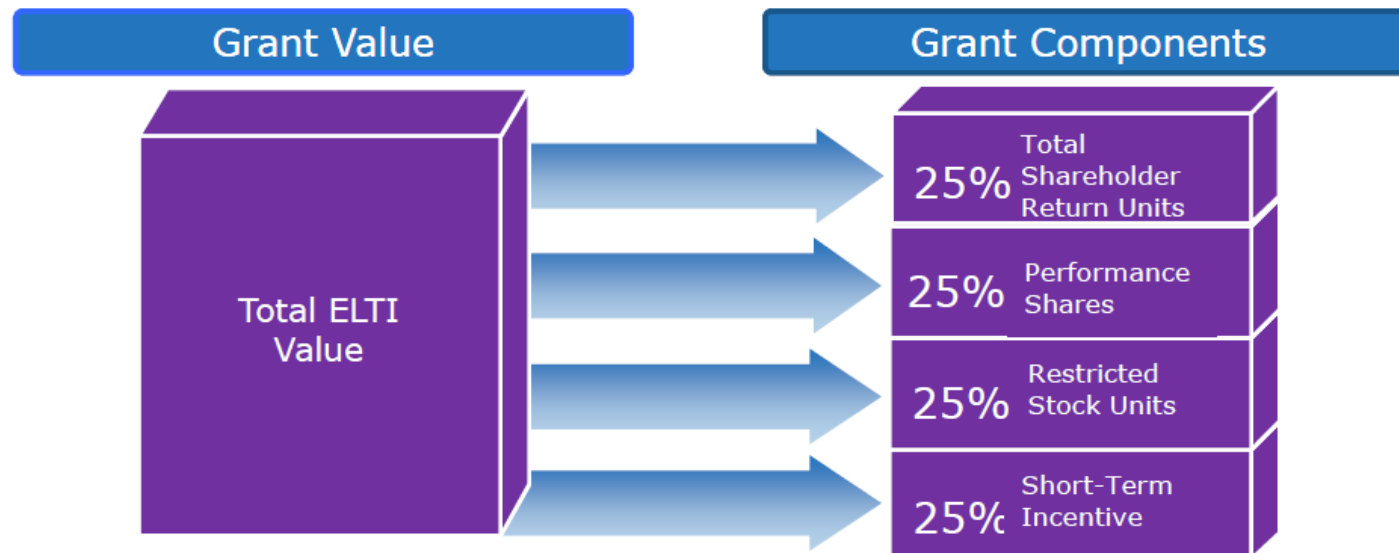 Grant Value
Grant Components
Total ELTI
Value
25%
Total
Shareholder
Return Units
25%
Performance
Shares
25%
Restricted
Stock Units
25%
Short-Term
Incentive